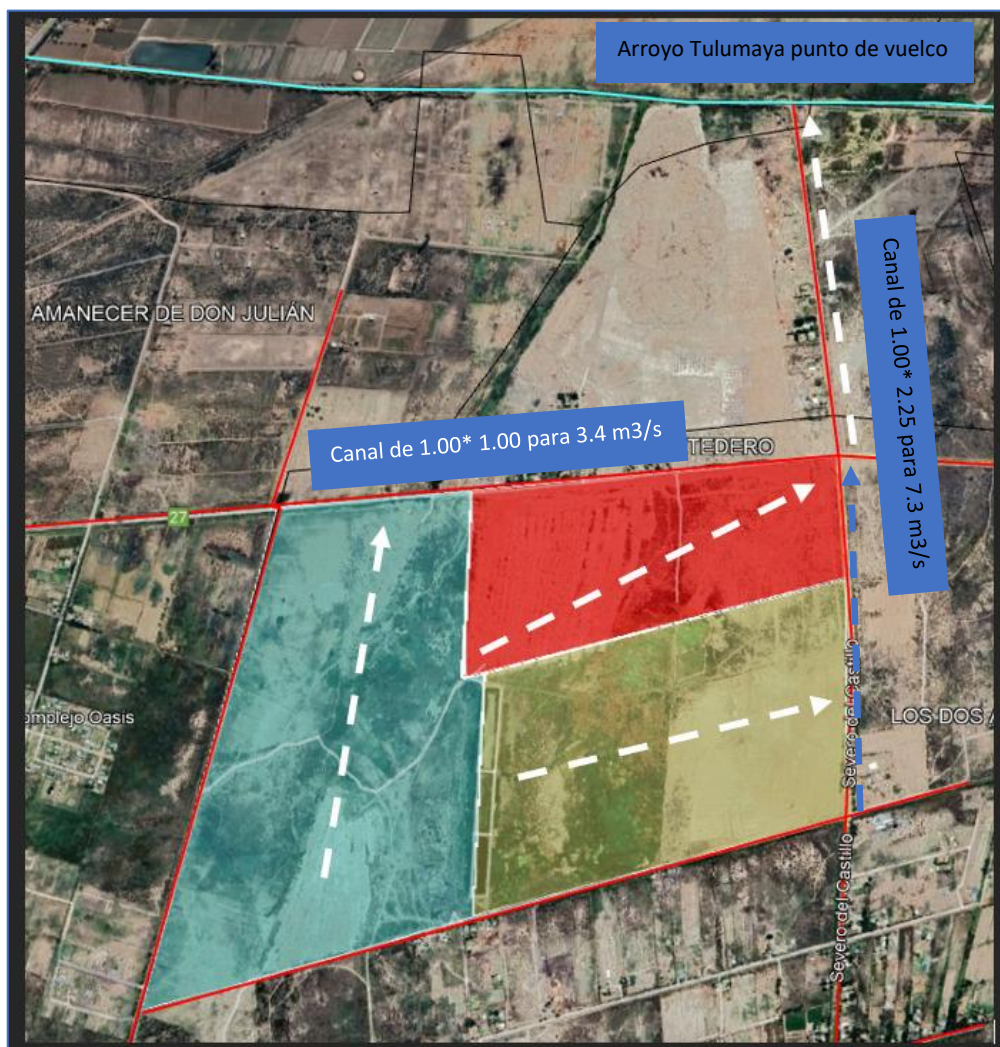 Arroyo Tulumaya punto de vuelco
AMANECER DE DON JULIÁN
Canal de 1.00* 2.25 para 7.3 m3/s
Canal de 1.00* 1.00 para 3.4 m3/s
TEDERO
27
omplejo Oasis
Severo del Castillo
LOS DOS A
Severo del Castillo